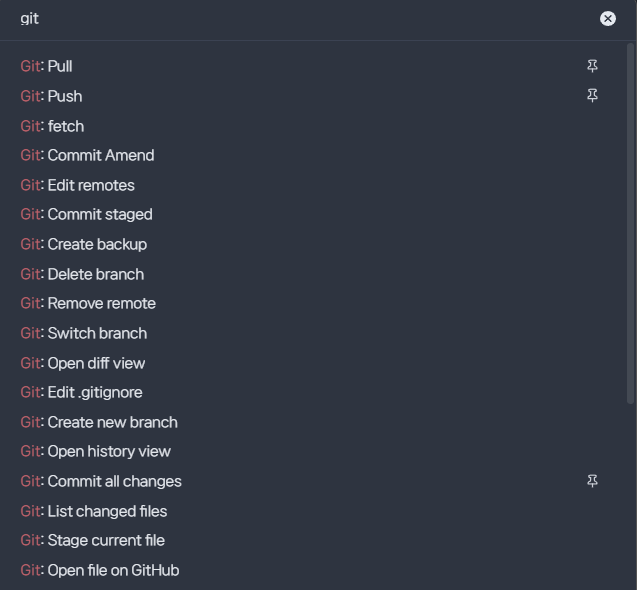 git
Git: Pull
Git: Push
Git: fetch
Git: Commit Amend
Git: Edit remotes
Git: Commit staged
Git: Create backup
Git: Delete branch
Git: Remove remote
Git: Switch branch
Git: Open diff view
Git: Edit .gitignore
Git: Create new branch
Git: Open history view
Git: Commit all changes
Git: List changed files
Git: Stage current file
Git: Open file on GitHub